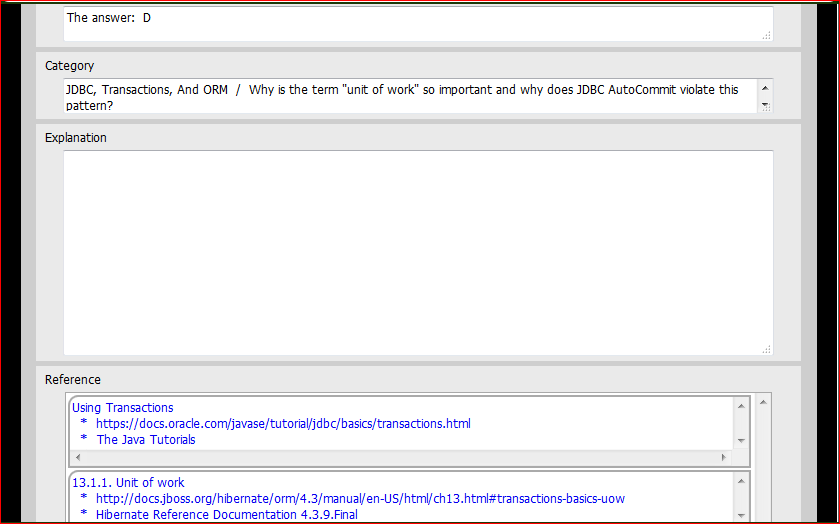 The answer:  D
Category
JDBC, Transactions, And ORM  /  Why is the term "unit of work" so important and why does JDBC AutoCommit violate this
pattern?
Explanation
Reference
Using Transactions
*  https://docs.oracle.com/javase/tutorial/jdbc/basics/transactions.html
*  The Java Tutorials
13.1.1. Unit of work
*  http://docs.jboss.org/hibernate/orm/4.3/manual/en-US/html/ch13.html#transactions-basics-uow
*  Hibernate Reference Documentation 4.3.9.Final